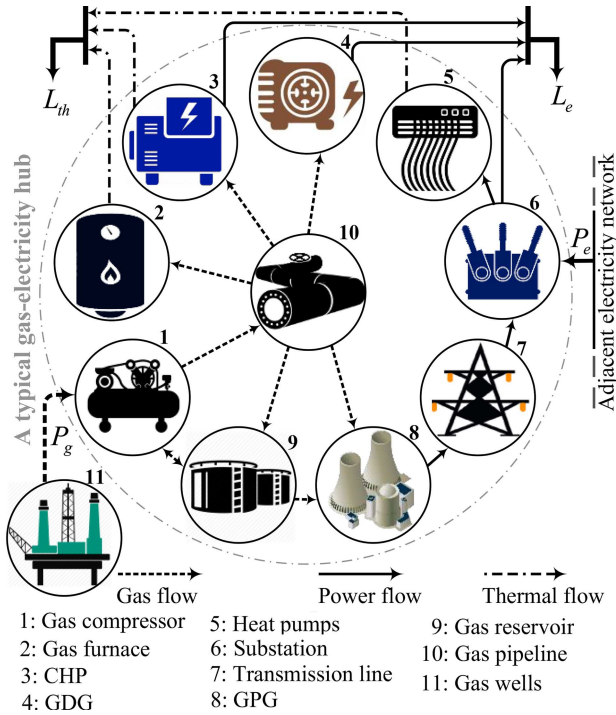 L_th
L_e
3
4
5
2
6
10
1
7
9
8
11
A typical gas-electricity hub
Adjacent electricity network
P_e
P_g
Gas flow
Power flow
Thermal flow
1: Gas compressor
2: Gas furnace
3: CHP
4: GDG
5: Heat pumps
6: Substation
7: Transmission line
8: GPG
9: Gas reservoir
10: Gas pipeline
11: Gas wells